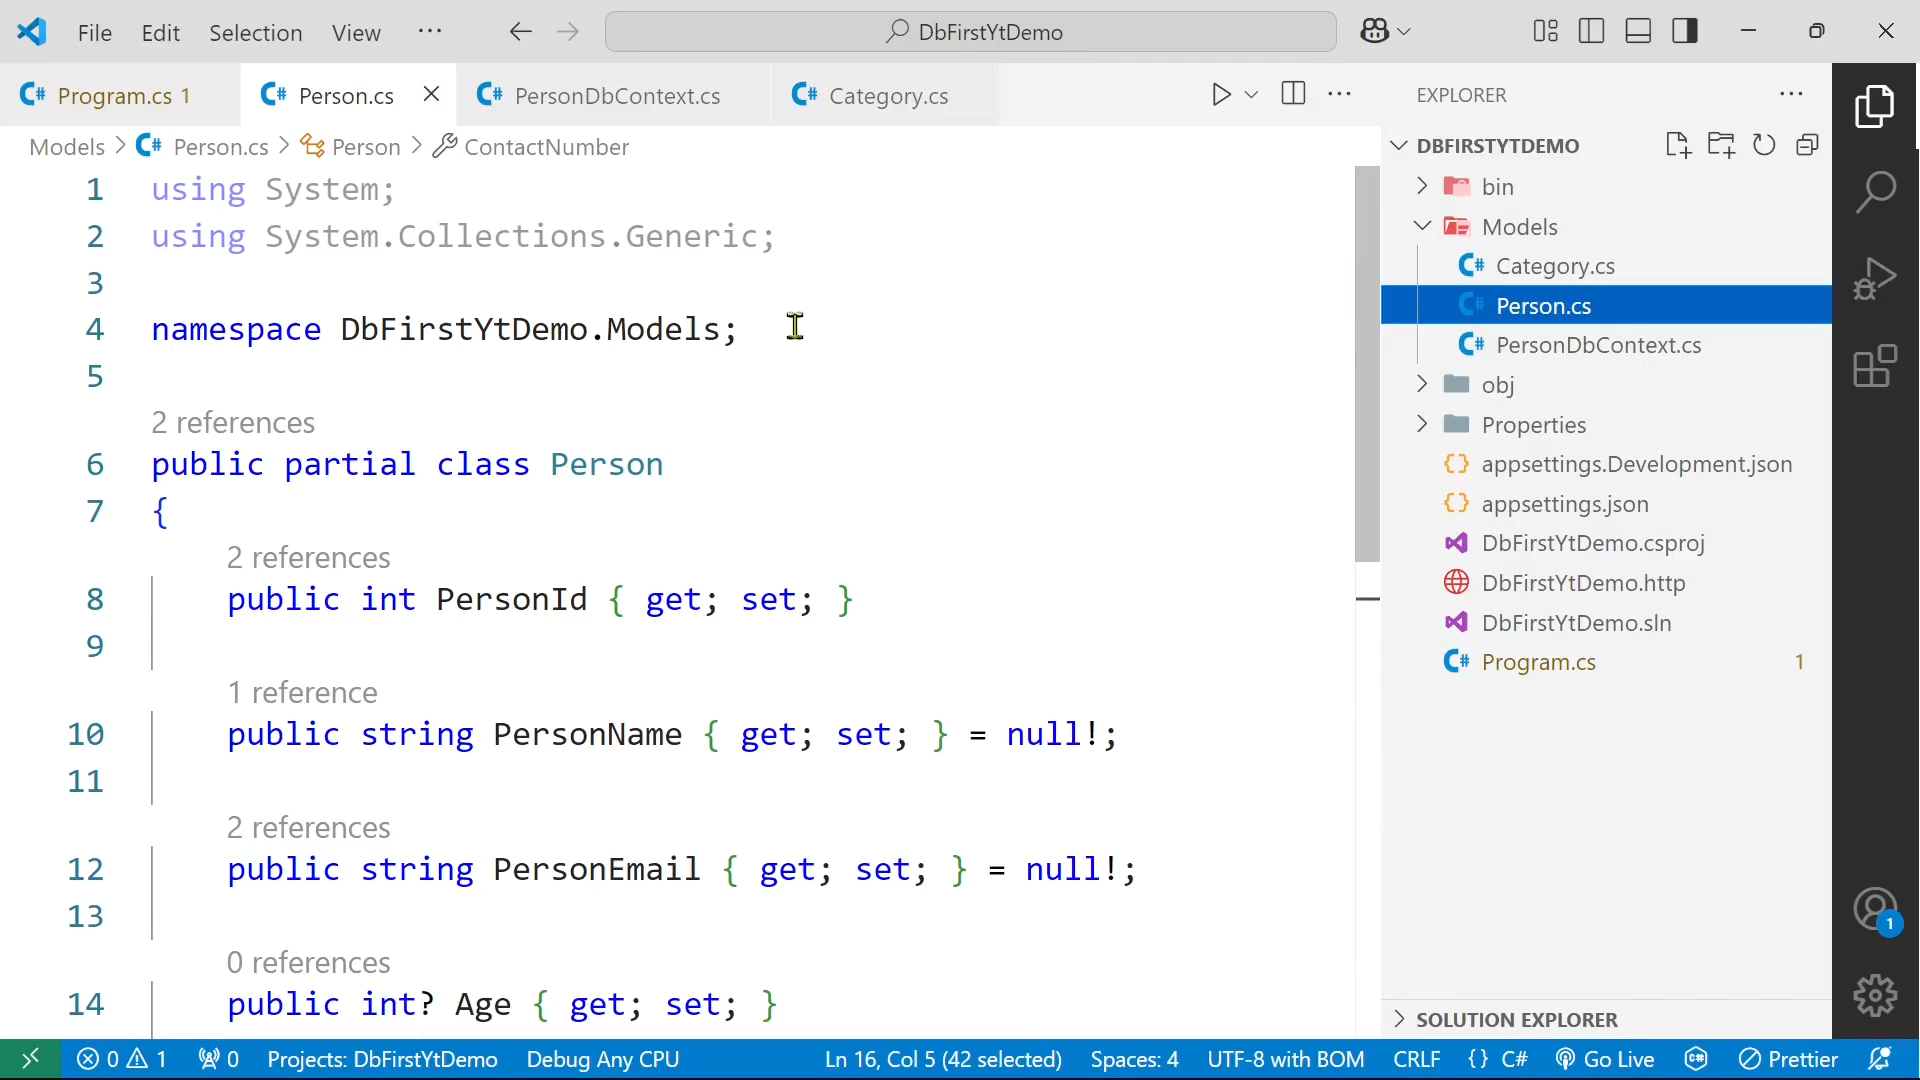 File Edit Selection View ··· DbFirstYtDemo
C# Program.cs 1 C# Person.cs C# PersonDbContext.cs C# Category.cs
Models > C# Person.cs > Person > ContactNumber
1 using System;
2 using System.Collections.Generic;
3
4 namespace DbFirstYtDemo.Models;
5
2 references
6 public partial class Person
7 {
2 references
8 public int PersonId { get; set; }
9
1 reference
10 public string PersonName { get; set; } = null!;
11
2 references
12 public string PersonEmail { get; set; } = null!;
13
0 references
14 public int? Age { get; set; }
EXPLORER
DBFIRSTYTDEMO
bin
Models
C# Category.cs
C# Person.cs
C# PersonDbContext.cs
obj
Properties
{} appsettings.Development.json
{} appsettings.json
DbFirstYtDemo.csproj
DbFirstYtDemo.http
DbFirstYtDemo.sln
C# Program.cs 1
1
SOLUTION EXPLORER
0 1 0 Projects: DbFirstYtDemo Debug Any CPU Ln 16, Col 5 (42 selected) Spaces: 4 UTF-8 with BOM CRLF {} C# Go Live Prettier